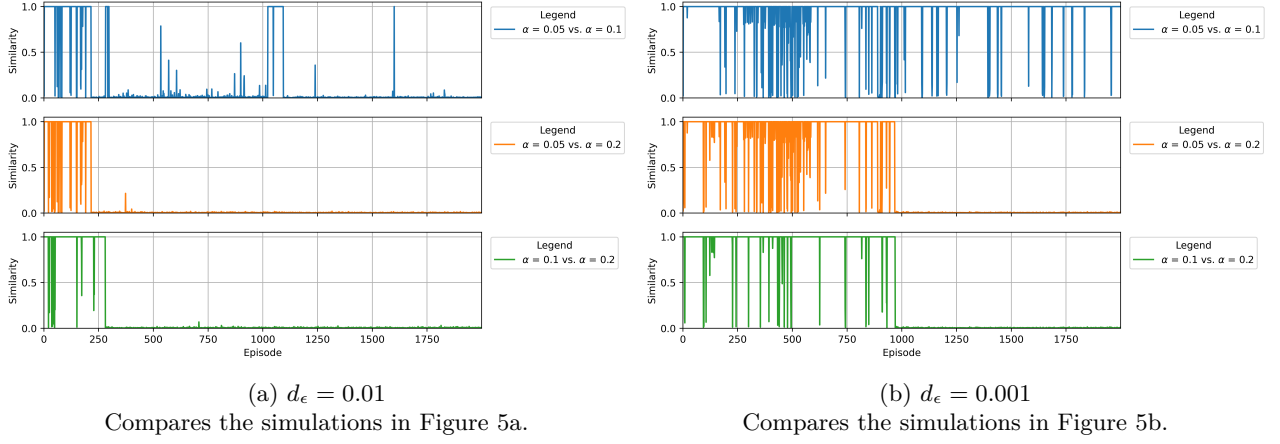 1.0
0.5
0.0
Similarity
Legend
α = 0.05 vs. α = 0.1
1.0
0.5
0.0
Similarity
Legend
α = 0.05 vs. α = 0.2
1.0
0.5
0.0
Similarity
Legend
α = 0.1 vs. α = 0.2
0 250 500 750 1000 1250 1500 1750
Episode
(a) dϵ = 0.01
Compares the simulations in Figure 5a.
1.0
0.5
0.0
Similarity
Legend
α = 0.05 vs. α = 0.1
1.0
0.5
0.0
Similarity
Legend
α = 0.05 vs. α = 0.2
1.0
0.5
0.0
Similarity
Legend
α = 0.1 vs. α = 0.2
0 250 500 750 1000 1250 1500 1750
Episode
(b) dϵ = 0.001
Compares the simulations in Figure 5b.